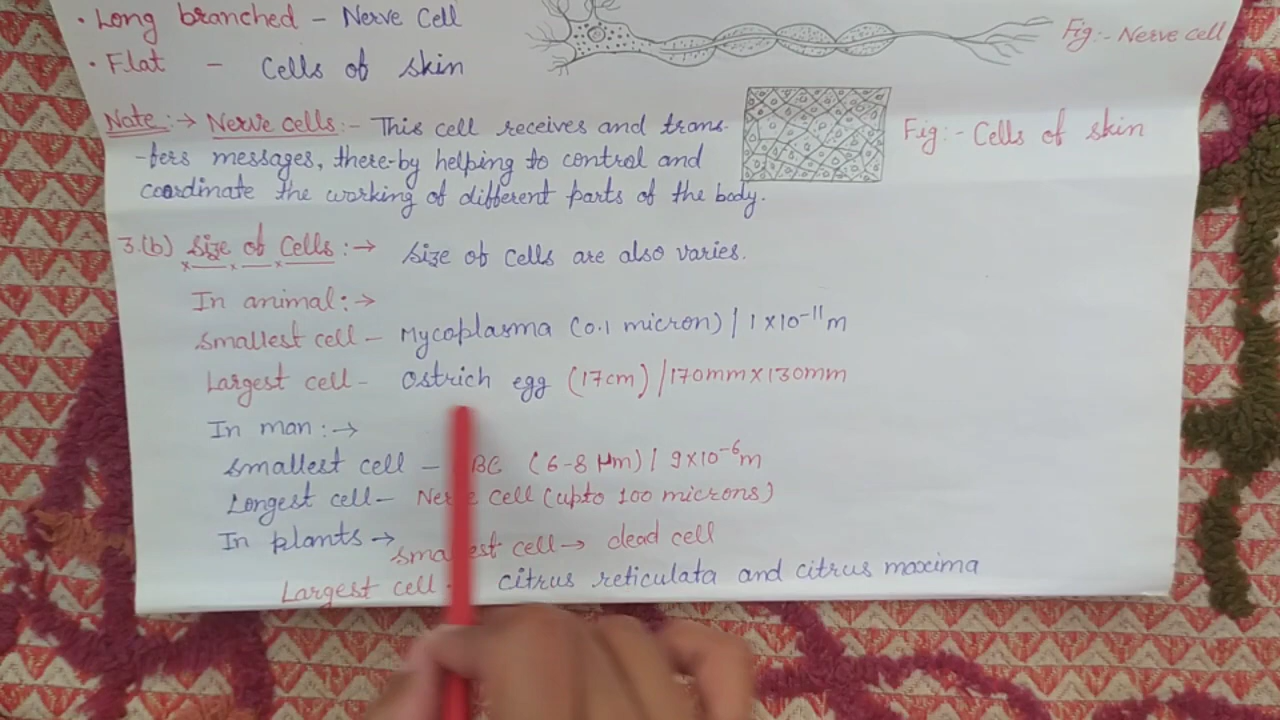 • Long branched - Nerve Cell
Fig:- Nerve cell
• Flat - Cells of skin
Note:→ Nerve cells:- This cell receives and trans-
-fers messages, there-by helping to control and
coordinate the working of different parts of the body.
Fig:- Cells of skin
3.(b) Size of Cells:→ Size of Cells are also varies.
In animal:→
Smallest cell - Mycoplasma (0.1 micron) / 1 x 10⁻¹¹m
Largest cell - Ostrich egg (17cm) / 170mm x 130mm
In man:→
Smallest cell - BC (6-8 µm) / 9x10⁻⁶m
Longest cell - Nerve cell (upto 100 microns)
In plants → Smallest cell → dead cell
Largest cell - citrus reticulata and citrus maxima